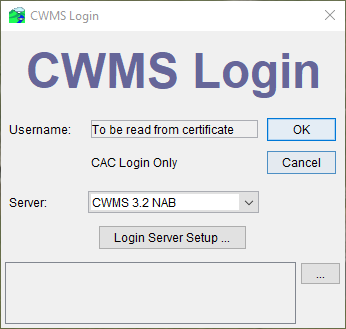 CWMS Login
CWMS Login
Username: To be read from certificate OK
CAC Login Only Cancel
Server: CWMS 3.2 NAB
Login Server Setup ...
...